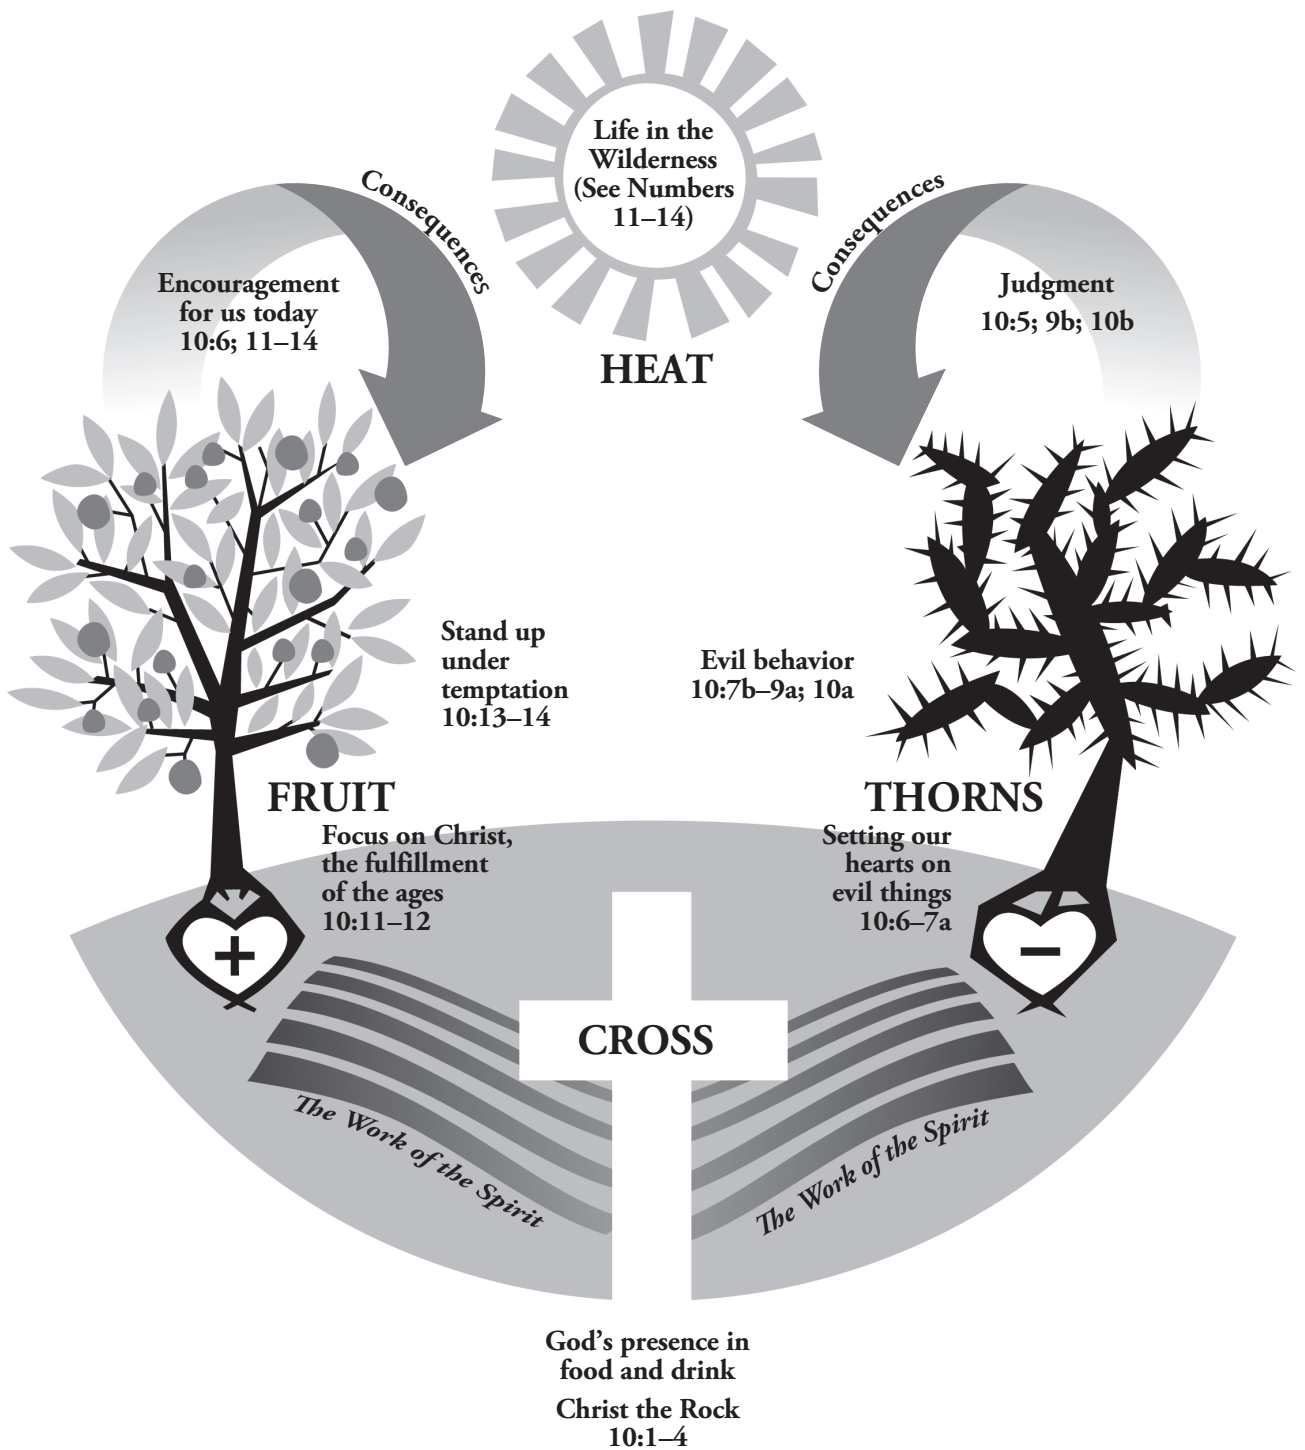 Life in the
Wilderness
(See Numbers
11–14)
HEAT
Consequences
Encouragement
for us today
10:6; 11–14
Consequences
Judgment
10:5; 9b; 10b
Stand up
under
temptation
10:13–14
Evil behavior
10:7b–9a; 10a
FRUIT
Focus on Christ,
the fulfillment
of the ages
10:11–12
+
THORNS
Setting our
hearts on
evil things
10:6–7a
–
CROSS
The Work of the Spirit
The Work of the Spirit
God’s presence in
food and drink
Christ the Rock
10:1–4